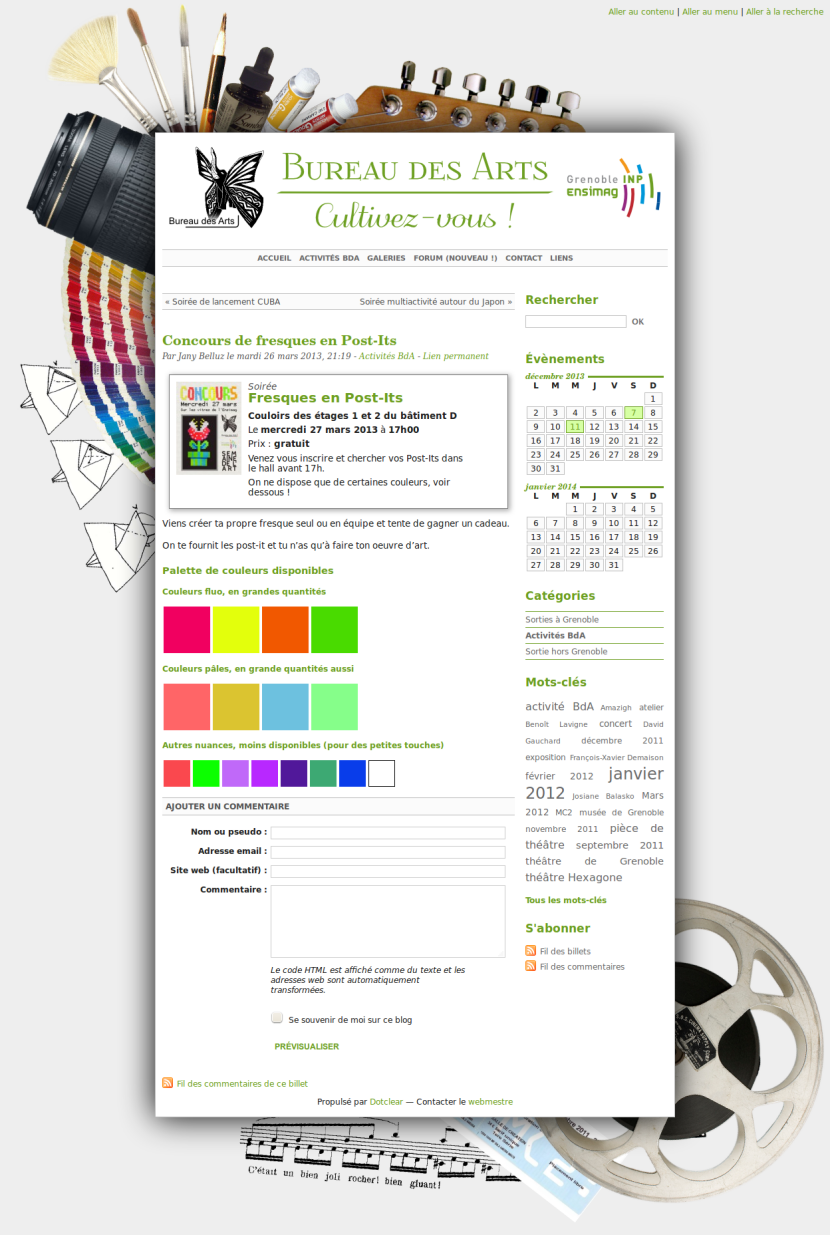 Aller au contenu | Aller au menu | Aller à la recherche
Bureau des Arts
Bureau des Arts
Cultivez-vous !
Grenoble INP
Ensimag
ACCUEIL ACTIVITÉS BDA GALERIES FORUM (NOUVEAU !) CONTACT LIENS
« Soirée de lancement CUBA
Soirée multiactivité autour du Japon »
Concours de fresques en Post-Its
Par Jany Belluz le mardi 26 mars 2013, 21:19 - Activités BdA - Lien permanent
CONCOURS
Mercredi 27 mars
SEM
AINE
DE L'
ART
Soirée
Fresques en Post-Its
Couloirs des étages 1 et 2 du bâtiment D
Le mercredi 27 mars 2013 à 17h00
Prix : gratuit
Venez vous inscrire et chercher vos Post-Its dans
le hall avant 17h.
On ne dispose que de certaines couleurs, voir
dessous !
Viens créer ta propre fresque seul ou en équipe et tente de gagner un cadeau.
On te fournit les post-it et tu n'as qu'à faire ton oeuvre d'art.
Palette de couleurs disponibles
Couleurs fluo, en grandes quantités
Couleurs pâles, en grande quantités aussi
Autres nuances, moins disponibles (pour des petites touches)
AJOUTER UN COMMENTAIRE
Nom ou pseudo :
Adresse email :
Site web (facultatif) :
Commentaire :
Le code HTML est affiché comme du texte et les
adresses web sont automatiquement
transformées.
Se souvenir de moi sur ce blog
PRÉVISUALISER
Fil des commentaires de ce billet
Rechercher
OK
Évènements
décembre 2013
L M M J V S D
1
2 3 4 5 6 7 8
9 10 11 12 13 14 15
16 17 18 19 20 21 22
23 24 25 26 27 28 29
30 31
janvier 2014
L M M J V S D
1 2 3 4 5
6 7 8 9 10 11 12
13 14 15 16 17 18 19
20 21 22 23 24 25 26
27 28 29 30 31
Catégories
Sorties à Grenoble
Activités BdA
Sortie hors Grenoble
Mots-clés
activité BdA Amazigh atelier
Benoît Lavigne concert David
Gauchard décembre 2011
exposition François-Xavier Demaison
février 2012 janvier
2012 Josiane Balasko Mars
2012 MC2 musée de Grenoble
novembre 2011 pièce de
théâtre septembre 2011
théâtre de Grenoble
théâtre Hexagone
Tous les mots-clés
S'abonner
Fil des billets
Fil des commentaires
Propulsé par Dotclear — Contacter le webmestre
C'était un bien joli rocher! bien gluant!